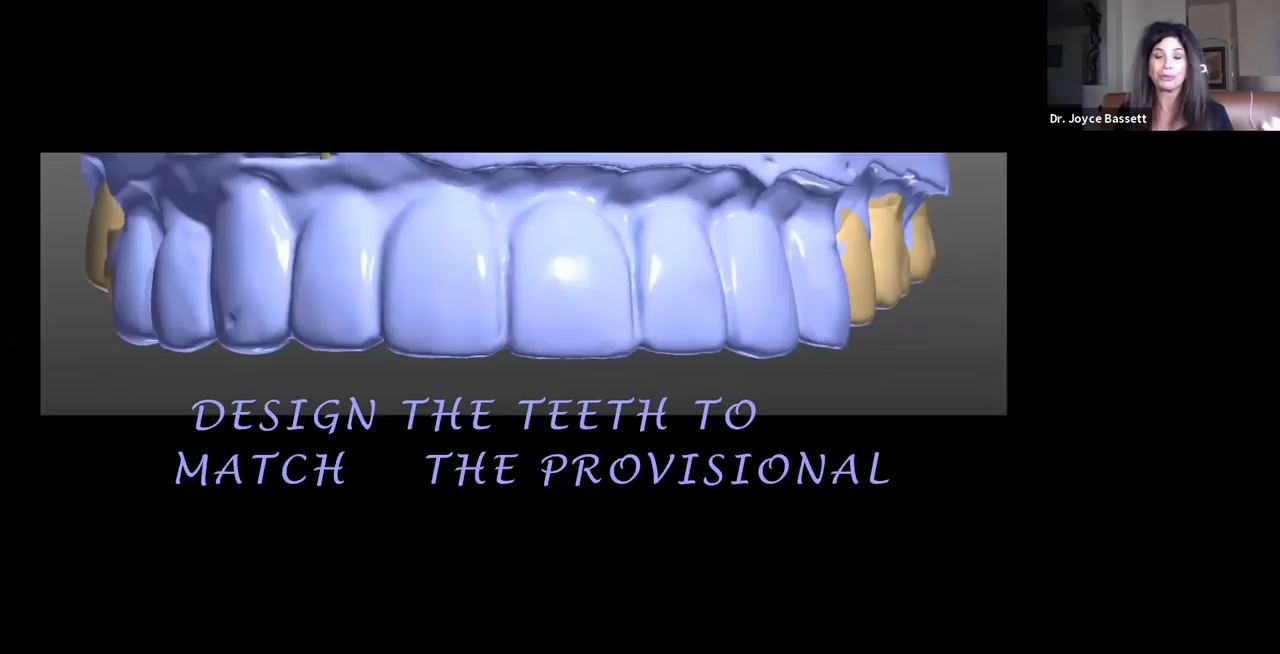 Dr. Joyce Bassett
DESIGN THE TEETH TO
MATCH THE PROVISIONAL